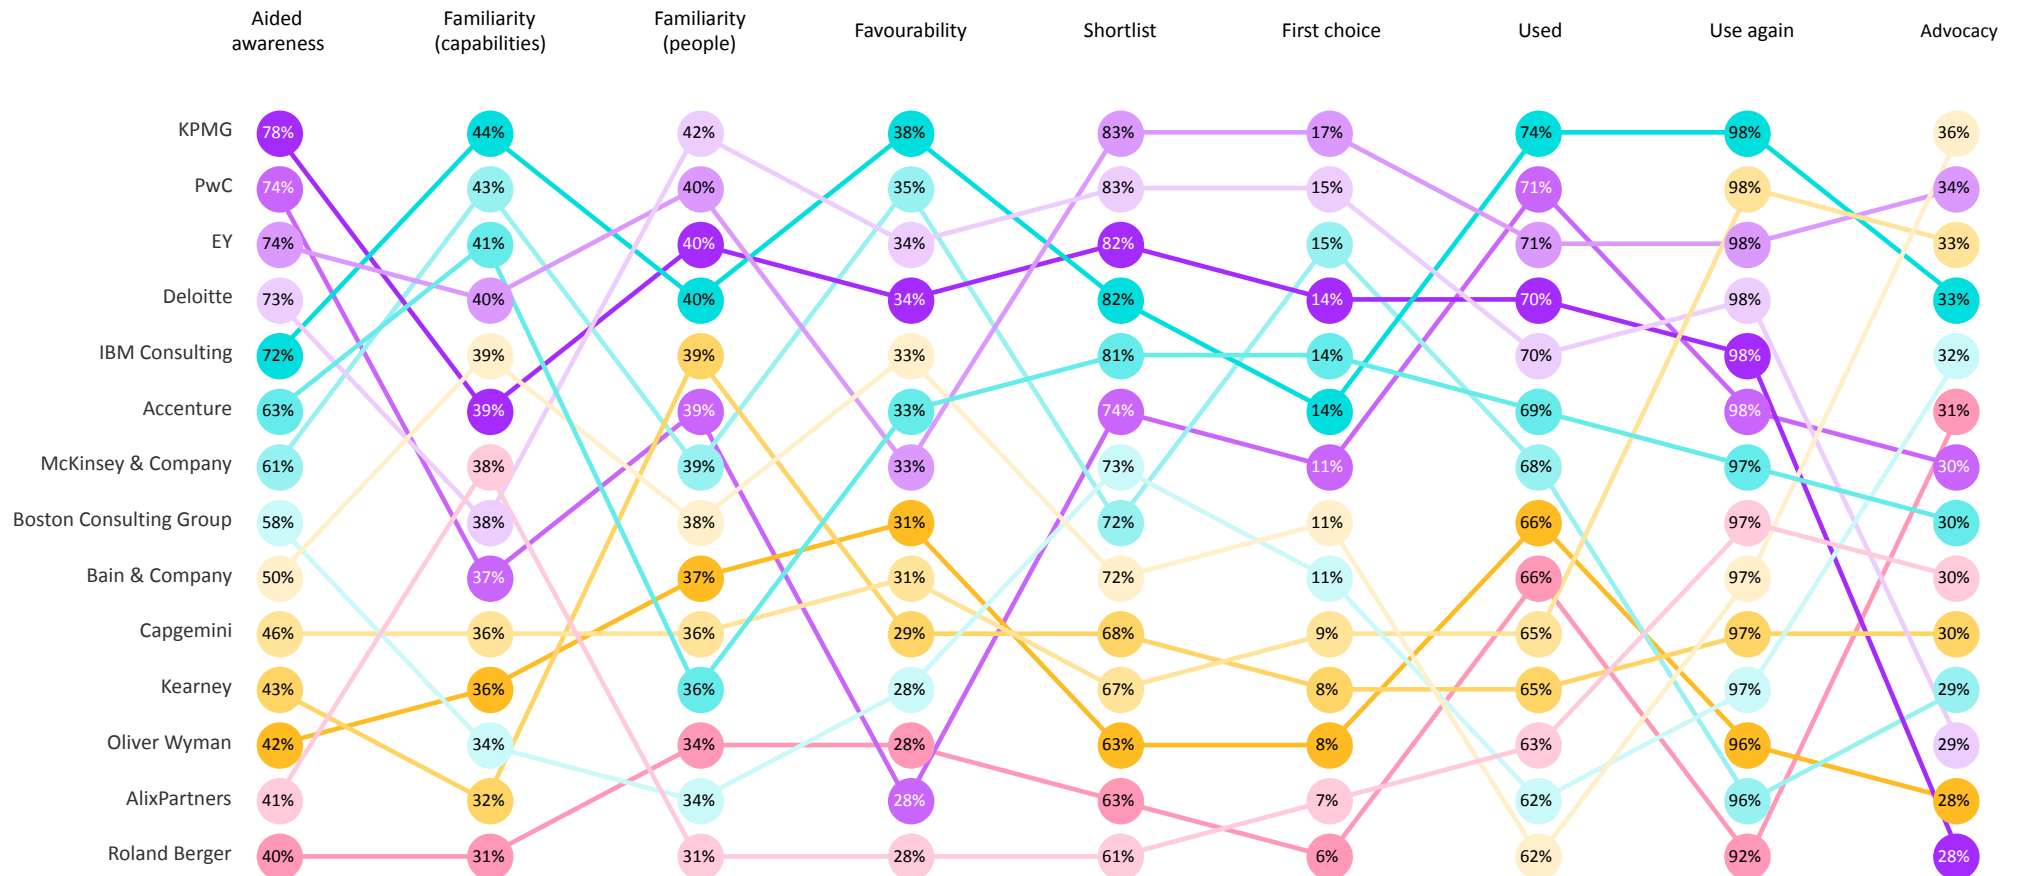 Aided awareness
Familiarity (capabilities)
Familiarity (people)
Favourability
Shortlist
First choice
Used
Use again
Advocacy
KPMG 78% 44% 42% 38% 83% 17% 74% 98% 36%
PwC 74% 43% 40% 35% 83% 15% 71% 98% 34%
EY 74% 41% 40% 34% 82% 15% 71% 98% 33%
Deloitte 73% 40% 40% 34% 82% 14% 70% 98% 33%
IBM Consulting 72% 39% 39% 33% 81% 14% 70% 98% 32%
Accenture 63% 39% 39% 33% 74% 14% 69% 98% 31%
McKinsey & Company 61% 38% 39% 33% 73% 11% 68% 97% 30%
Boston Consulting Group 58% 38% 38% 31% 72% 11% 66% 97% 30%
Bain & Company 50% 37% 37% 31% 72% 11% 66% 97% 30%
Capgemini 46% 36% 36% 29% 68% 9% 65% 97% 30%
Kearney 43% 36% 36% 28% 67% 8% 65% 97% 29%
Oliver Wyman 42% 34% 34% 28% 63% 8% 63% 96% 29%
AlixPartners 41% 32% 34% 28% 63% 7% 62% 96% 28%
Roland Berger 40% 31% 31% 28% 61% 6% 62% 92% 28%